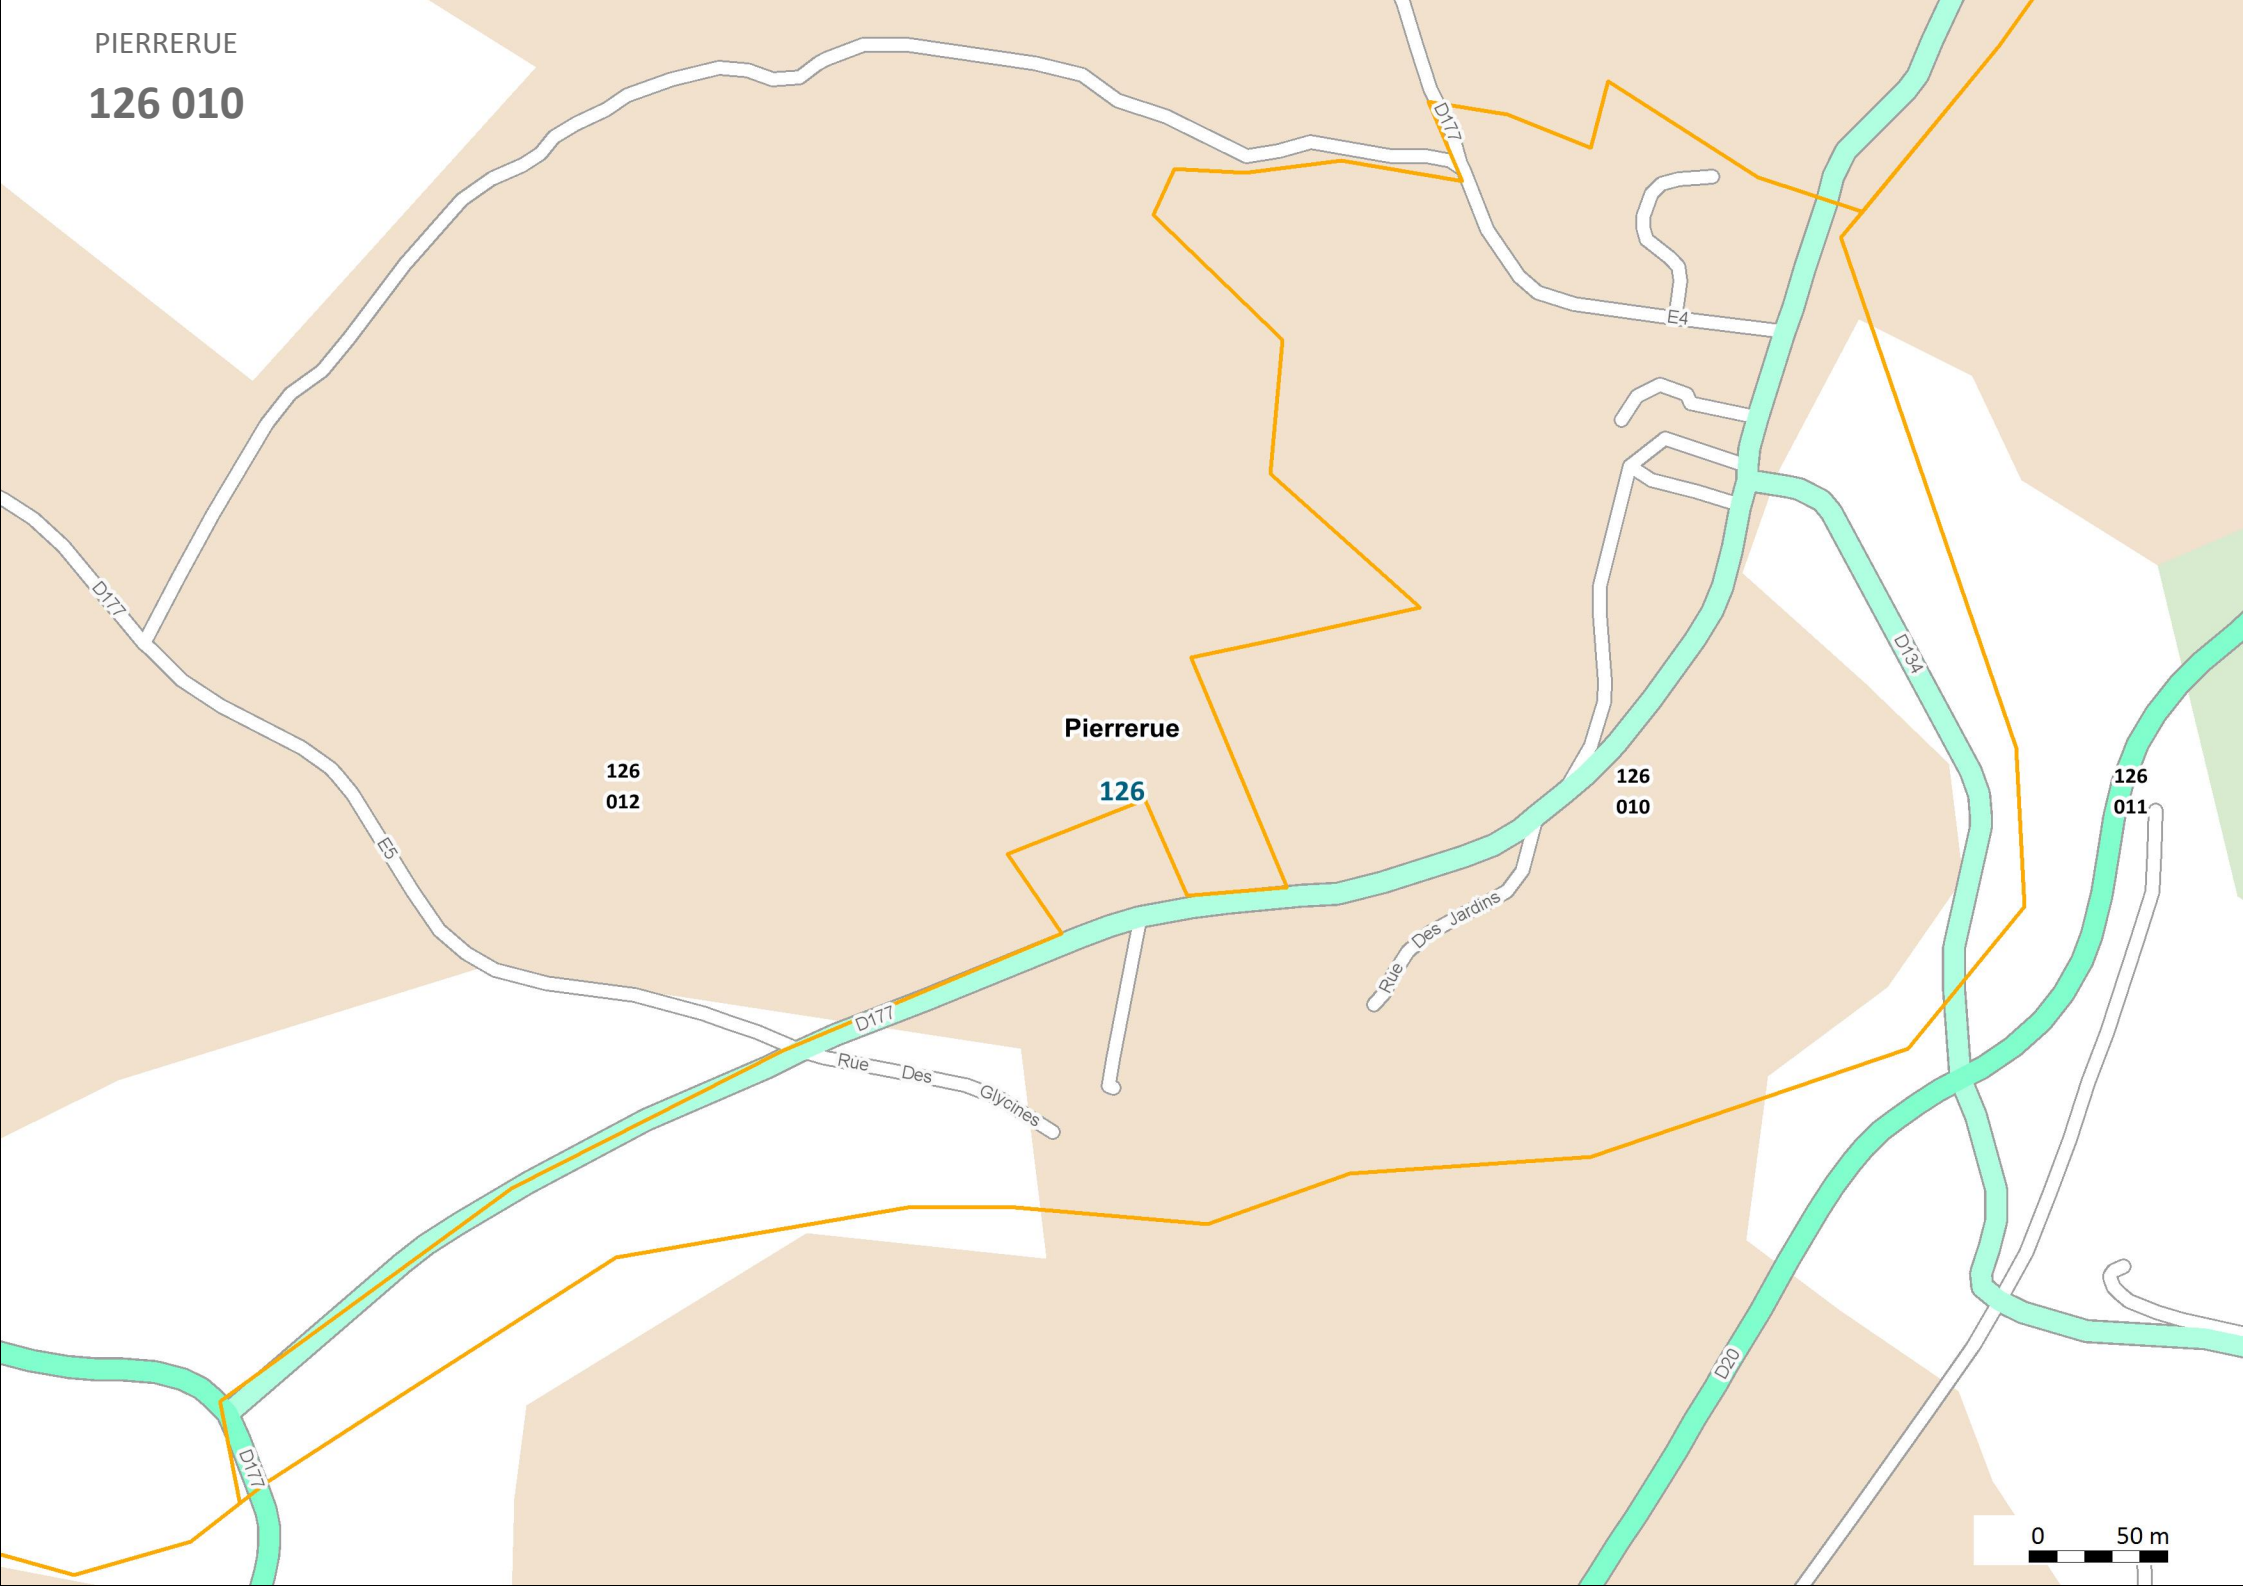 PIERRERUE
126 010
D177
E4
D177
D134
Pierrerue
126
126
012
126
010
126
011
E5
Rue Des Jardins
D177
Rue Des Glycines
D20
D177
0 50 m